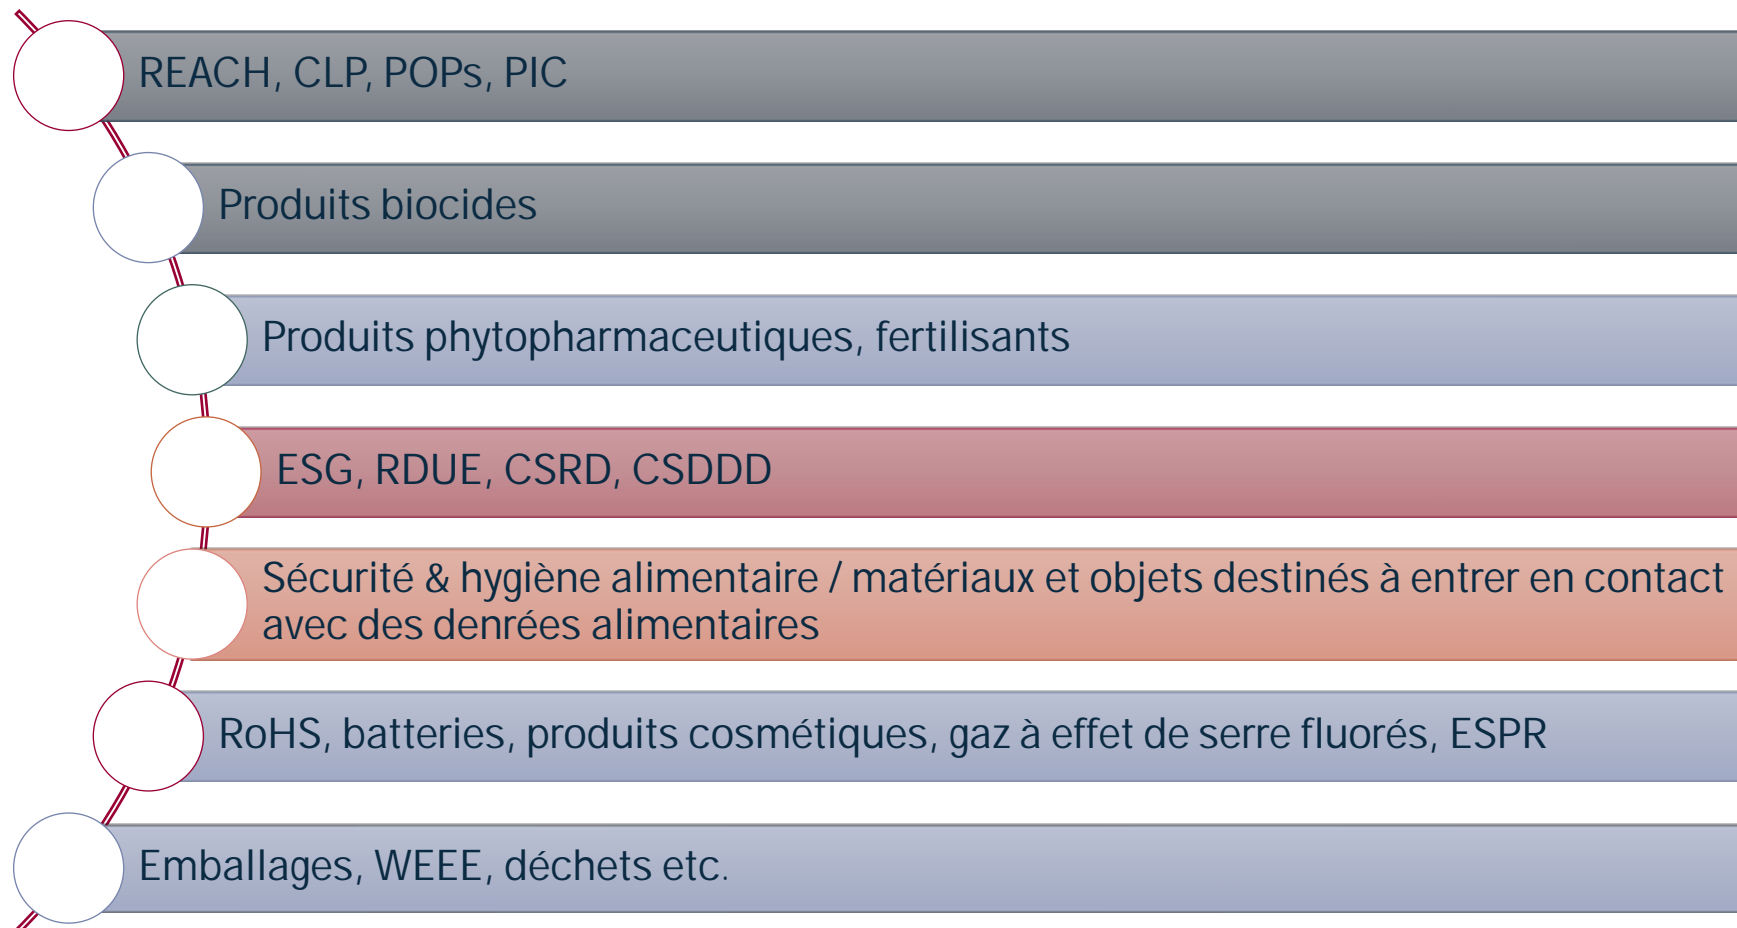 REACH, CLP, POPs, PIC
Produits biocides
Produits phytopharmaceutiques, fertilisants
ESG, RDUE, CSRD, CSDDD
Sécurité & hygiène alimentaire / matériaux et objets destinés à entrer en contact
avec des denrées alimentaires
RoHS, batteries, produits cosmétiques, gaz à effet de serre fluorés, ESPR
Emballages, WEEE, déchets etc.